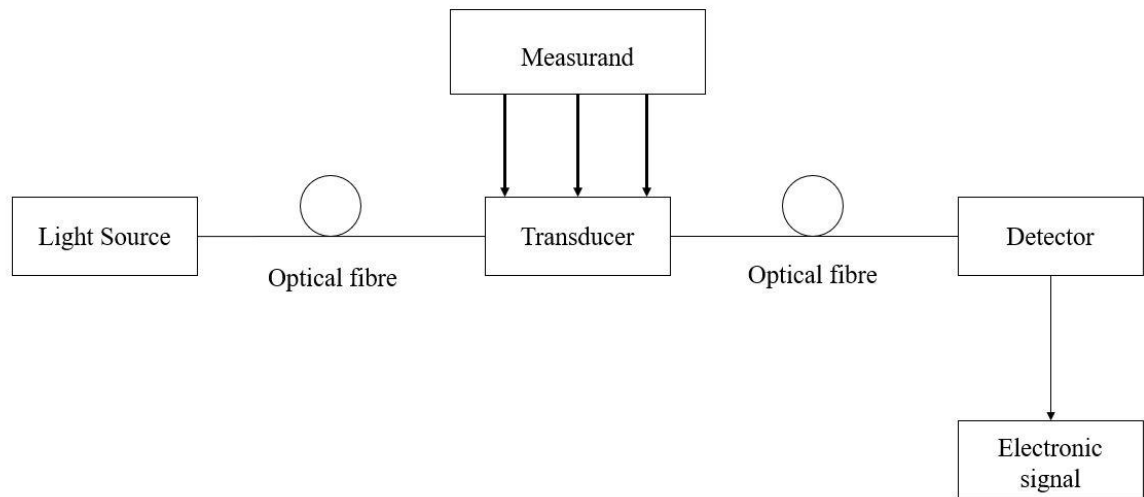 Measurand
Light Source
Transducer
Detector
Optical fibre
Optical fibre
Electronic
signal